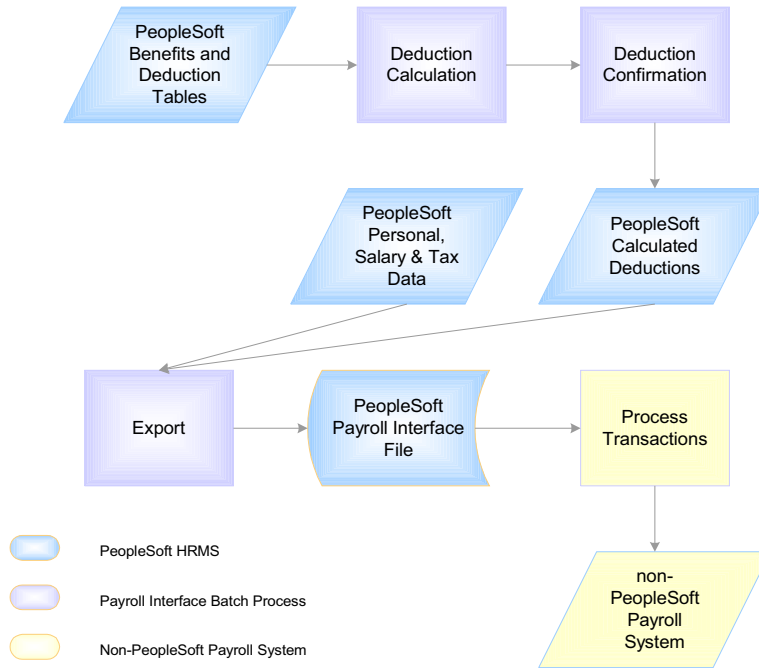 PeopleSoft
Benefits and
Deduction
Tables
Deduction
Calculation
Deduction
Confirmation
PeopleSoft
Personal,
Salary & Tax
Data
PeopleSoft
Calculated
Deductions
Export
PeopleSoft
Payroll Interface
File
Process
Transactions
non-
PeopleSoft
Payroll
System
PeopleSoft HRMS
Payroll Interface Batch Process
Non-PeopleSoft Payroll System